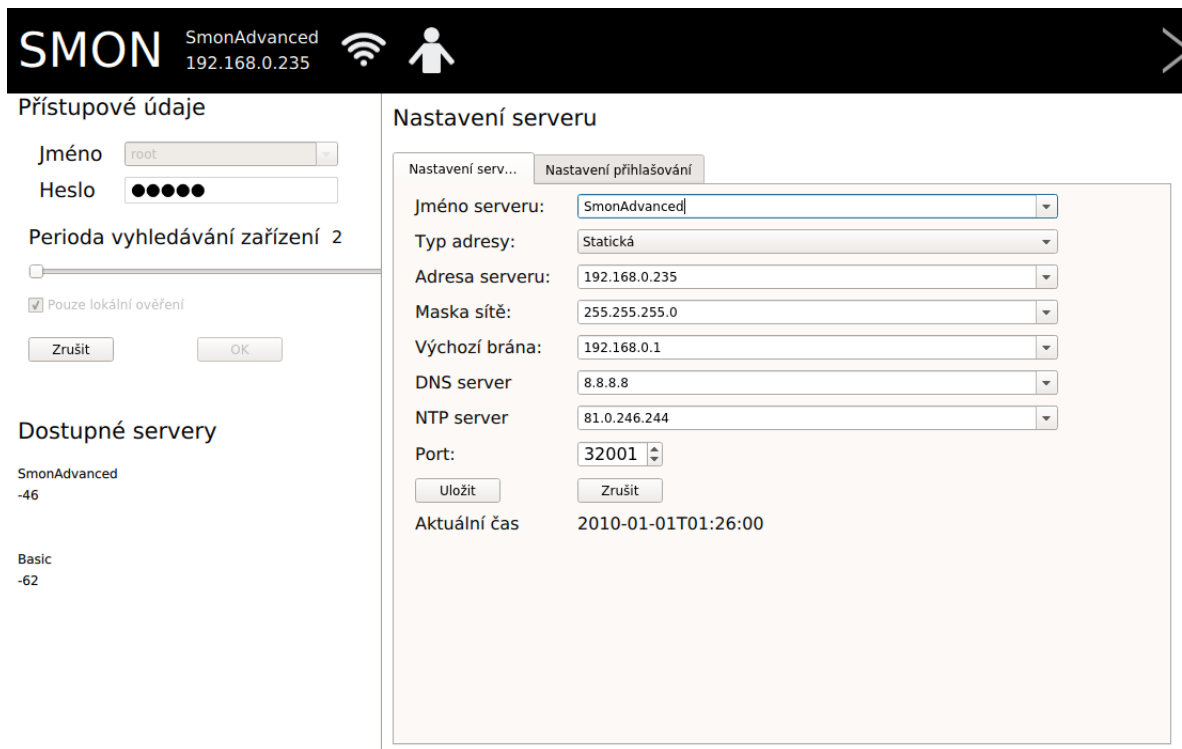 SMON
SmonAdvanced
192.168.0.235
Přístupové údaje
Jméno root
Heslo ●●●●●
Perioda vyhledávání zařízení 2
Pouze lokální ověření
Zrušit OK
Dostupné servery
SmonAdvanced
-46
Basic
-62
Nastavení serveru
Nastavení serv... Nastavení přihlašování
Jméno serveru: SmonAdvanced
Typ adresy: Statická
Adresa serveru: 192.168.0.235
Maska sítě: 255.255.255.0
Výchozí brána: 192.168.0.1
DNS server 8.8.8.8
NTP server 81.0.246.244
Port: 32001
Uložit Zrušit
Aktuální čas 2010-01-01T01:26:00